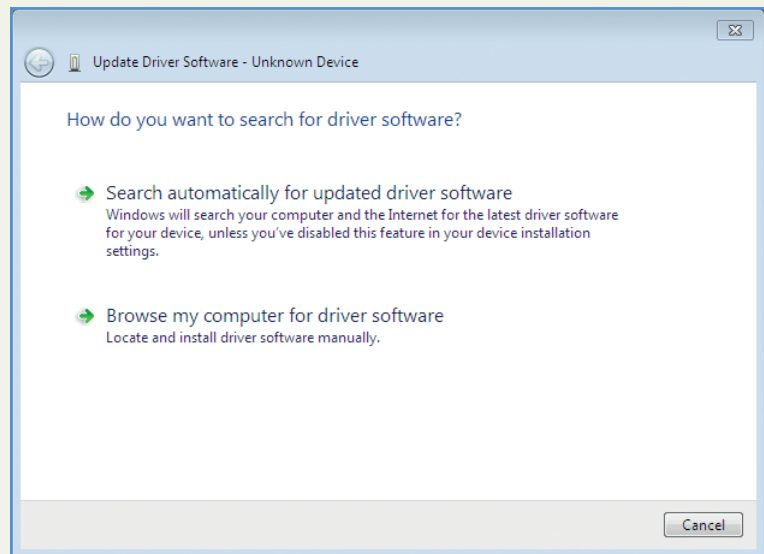 Update Driver Software - Unknown Device
How do you want to search for driver software?
Search automatically for updated driver software
Windows will search your computer and the Internet for the latest driver software
for your device, unless you've disabled this feature in your device installation
settings.
Browse my computer for driver software
Locate and install driver software manually.
Cancel